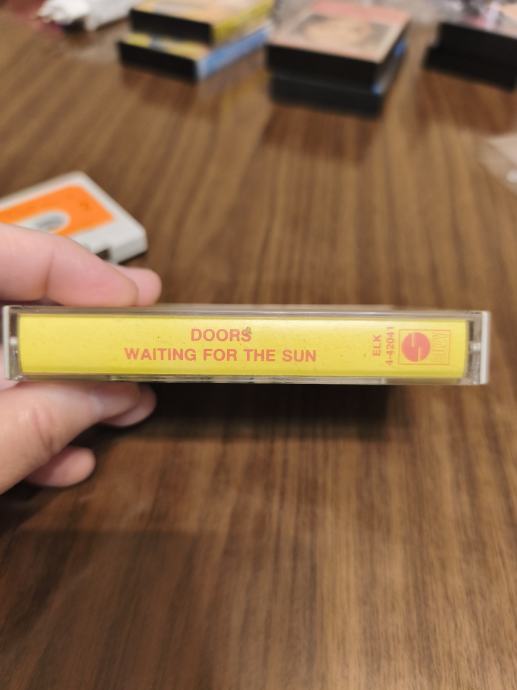 DOORS
WAITING FOR THE SUN
ELK
4-42041